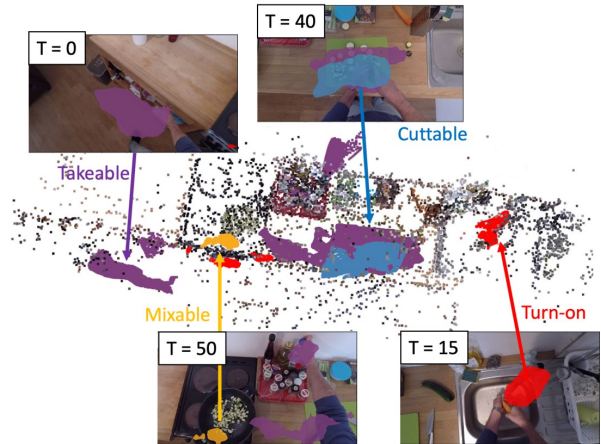 T = 0
T = 40
Cuttable
Takeable
Mixable
Turn-on
T = 50
T = 15